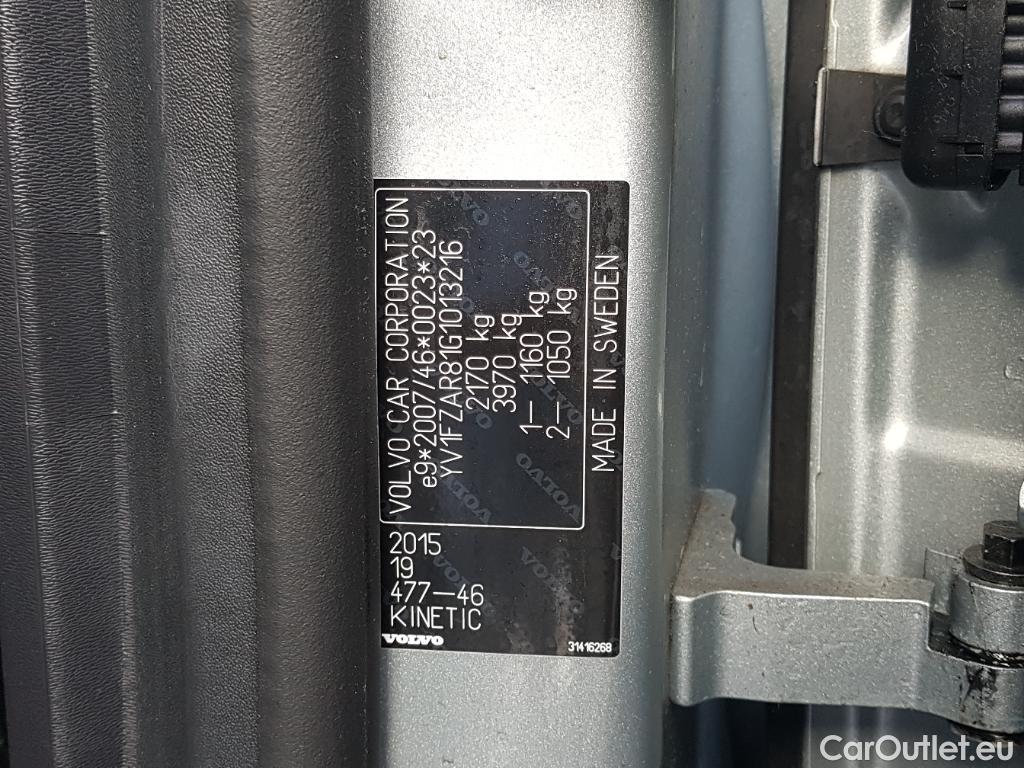 VOLVO CAR CORPORATION
e9*2007/46*0023*23
YV1FZAR81G1013216
2170 kg
3970 kg
1— 1160 kg
2— 1050 kg
MADE IN SWEDEN
2015
19
477—46
KINETIC
VOLVO
31416268
CarOutlet.eu